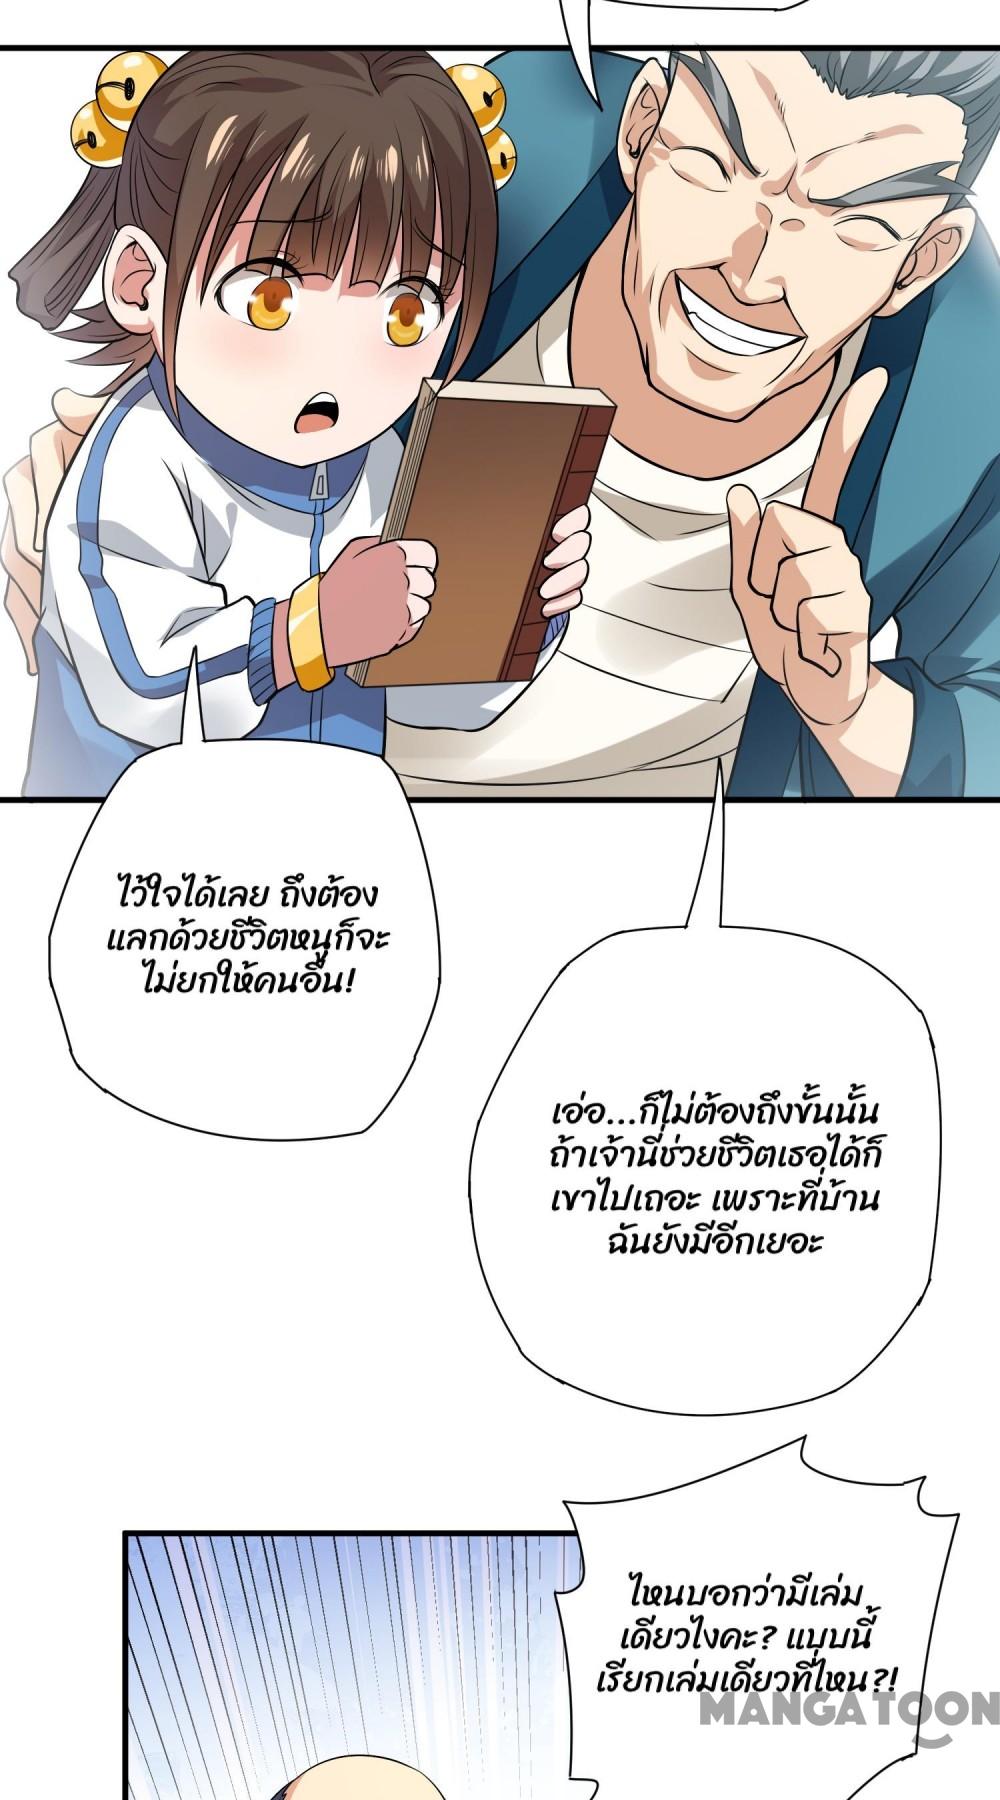 ไว้ใจได้เลย ถึงต้อง
แลกด้วยชีวิตหนูก็จะ
ไม่ยกให้คนอื่น!
เอ่อ...ก็ไม่ต้องถึงขั้นนั้น
ถ้าเจ้านี่ช่วยชีวิตเธอได้ก็
เขาไปเถอะ เพราะที่บ้าน
ฉันยังมีอีกเยอะ
ไหนบอกว่ามีเล่ม
เดียวไงคะ? แบบนี้
เรียกเล่มเดียวที่ไหน?!
MANGATOON